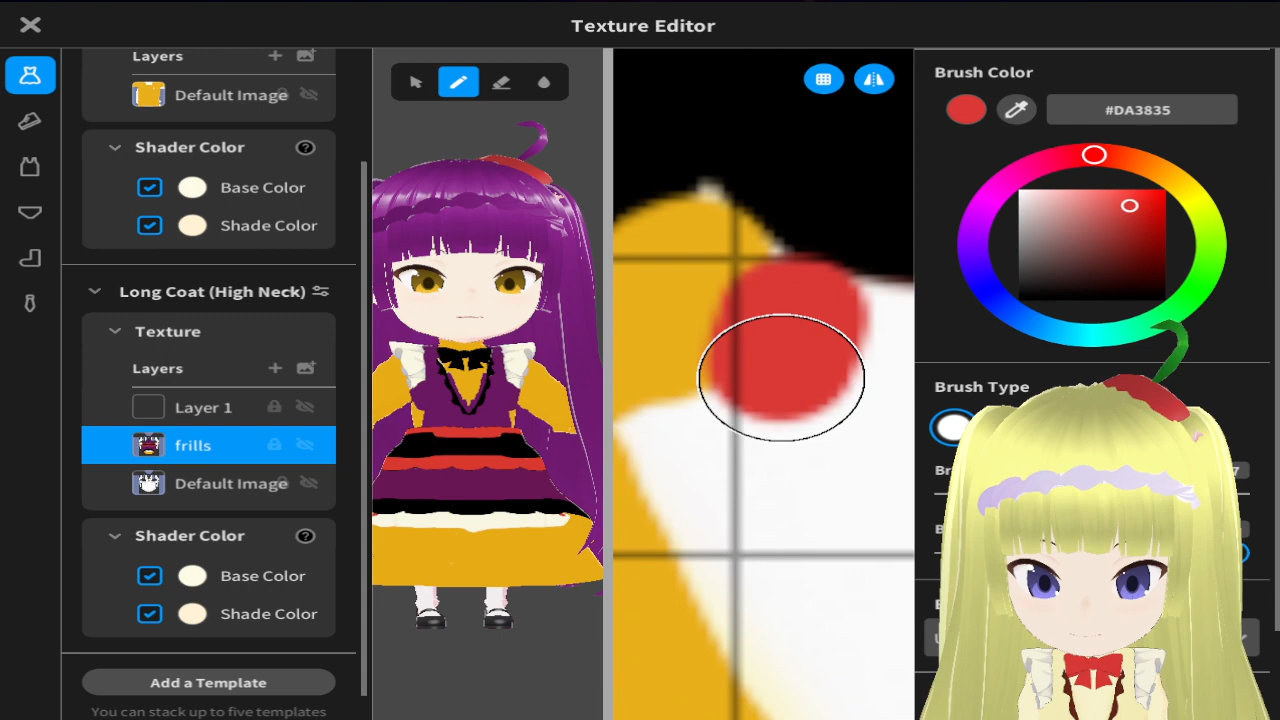 Texture Editor
Layers
Default Image
Shader Color
Base Color
Shade Color
Long Coat (High Neck)
Texture
Layers
Layer 1
frills
Default Image
Shader Color
Base Color
Shade Color
Add a Template
You can stack up to five templates
Brush Color
#DA3835
Brush Type